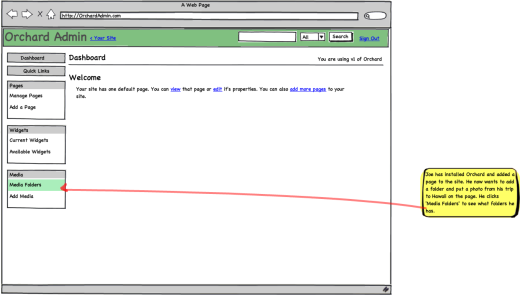 A Web Page
http://OrchardAdmin.com
Orchard Admin < Your Site
All
Search
Sign Out
Dashboard
Quick Links
Pages
Manage Pages
Add a Page
Widgets
Current Widgets
Available Widgets
Media
Media Folders
Add Media
Dashboard
You are using v1 of Orchard
Welcome
Your site has one default page. You can view that page or edit it's properties. You can also add more pages to your
site.
Joe has installed Orchard and added a
page to the site. He now wants to add
a folder and put a photo from his trip
to Hawaii on the page. He clicks
'Media Folders' to see what folders he
has.